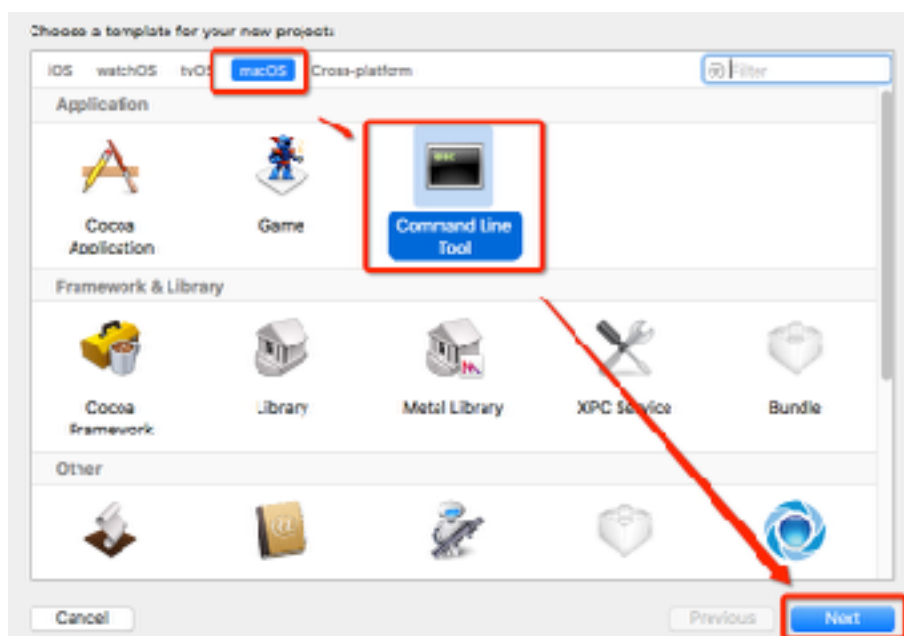 Choose a template for your new project:
iOS watchOS tvOS macOS Cross-platform Filter
Application
Cocoa Application
Game
Command Line Tool
Framework & Library
Cocoa Framework
Library
Metal Library
XPC Service
Bundle
Other
Cancel Previous Next